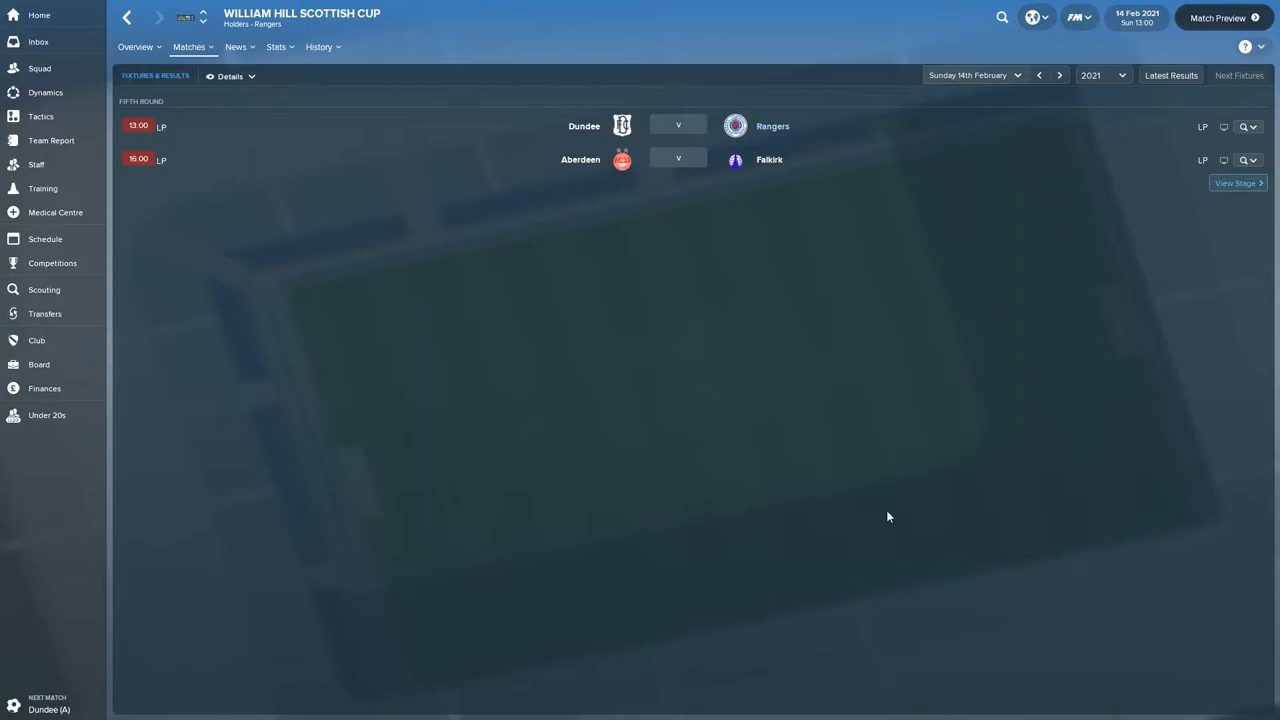 Home
WILLIAM HILL SCOTTISH CUP
Holders - Rangers
FM
14 Feb 2021
Sun 13:00
Match Preview
Inbox
Overview
Matches
News
Stats
History
?
Squad
FIXTURES & RESULTS
Details
Sunday 14th February
2021
Latest Results
Next Fixtures
Dynamics
FIFTH ROUND
Tactics
13:00 LP
Dundee
v
Rangers
LP
Team Report
16:00 LP
Aberdeen
v
Falkirk
LP
Staff
View Stage
Training
Medical Centre
Schedule
Competitions
Scouting
Transfers
Club
Board
£
Finances
Under 20s
NEXT MATCH
Dundee (A)